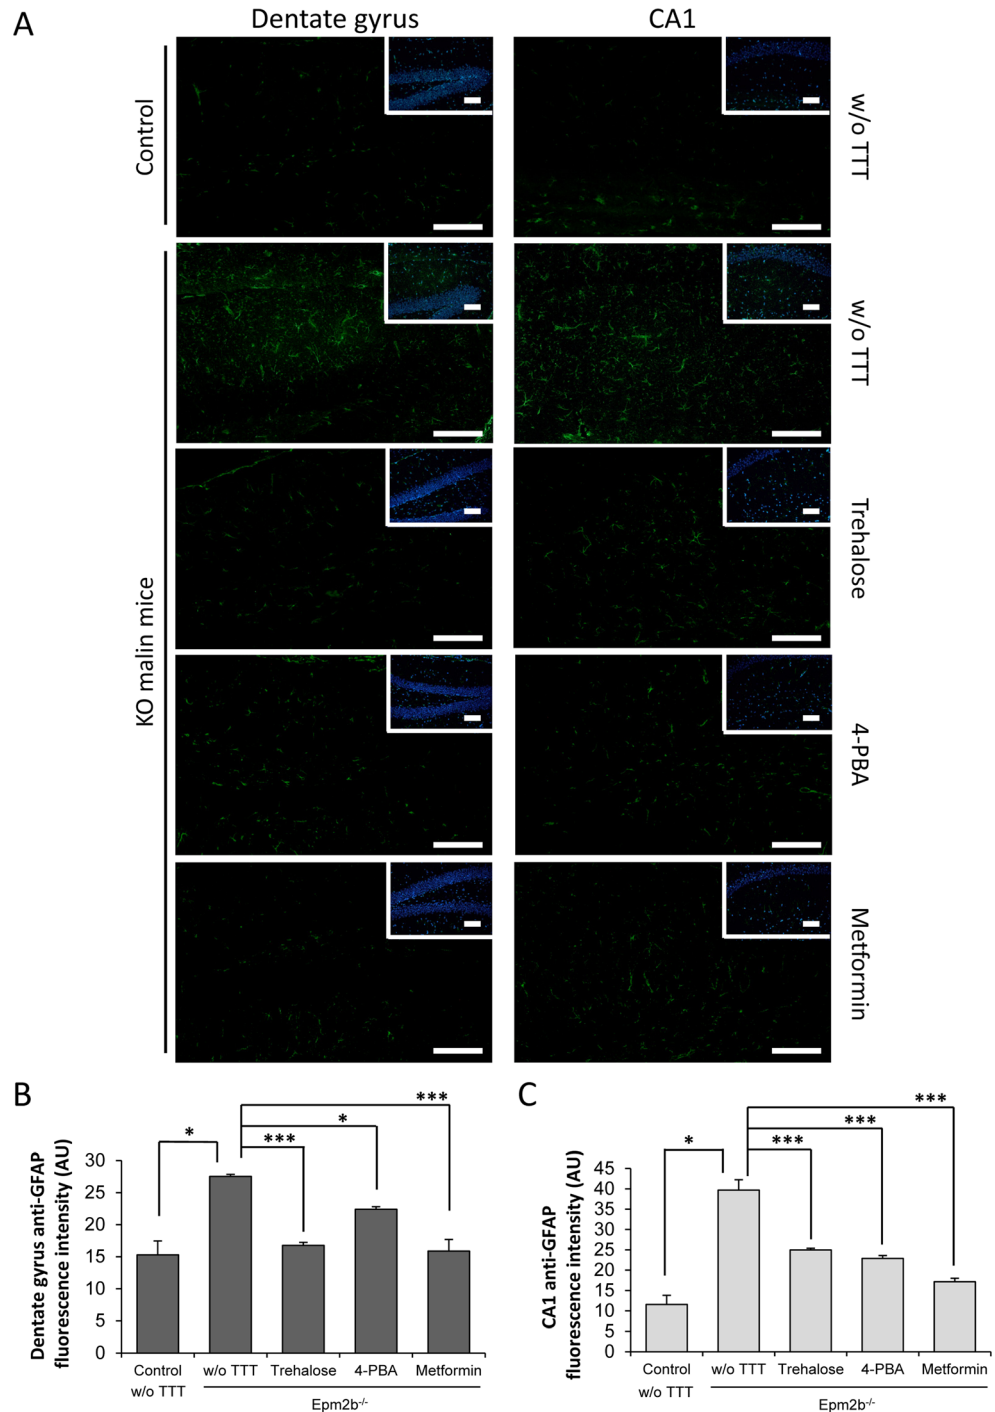 A
Dentate gyrus
CA1
Control
w/o TTT
KO malin mice
w/o TTT
Trehalose
4-PBA
Metformin
B
Dentate gyrus anti-GFAP
fluorescence intensity (AU)
30
25
20
15
10
5
0
*
***
*
***
Control
w/o TTT
w/o TTT
Trehalose
4-PBA
Metformin
Epm2b-/-
C
CA1 anti-GFAP
fluorescence intensity (AU)
45
40
35
30
25
20
15
10
5
0
*
***
***
***
Control
w/o TTT
w/o TTT
Trehalose
4-PBA
Metformin
Epm2b-/-